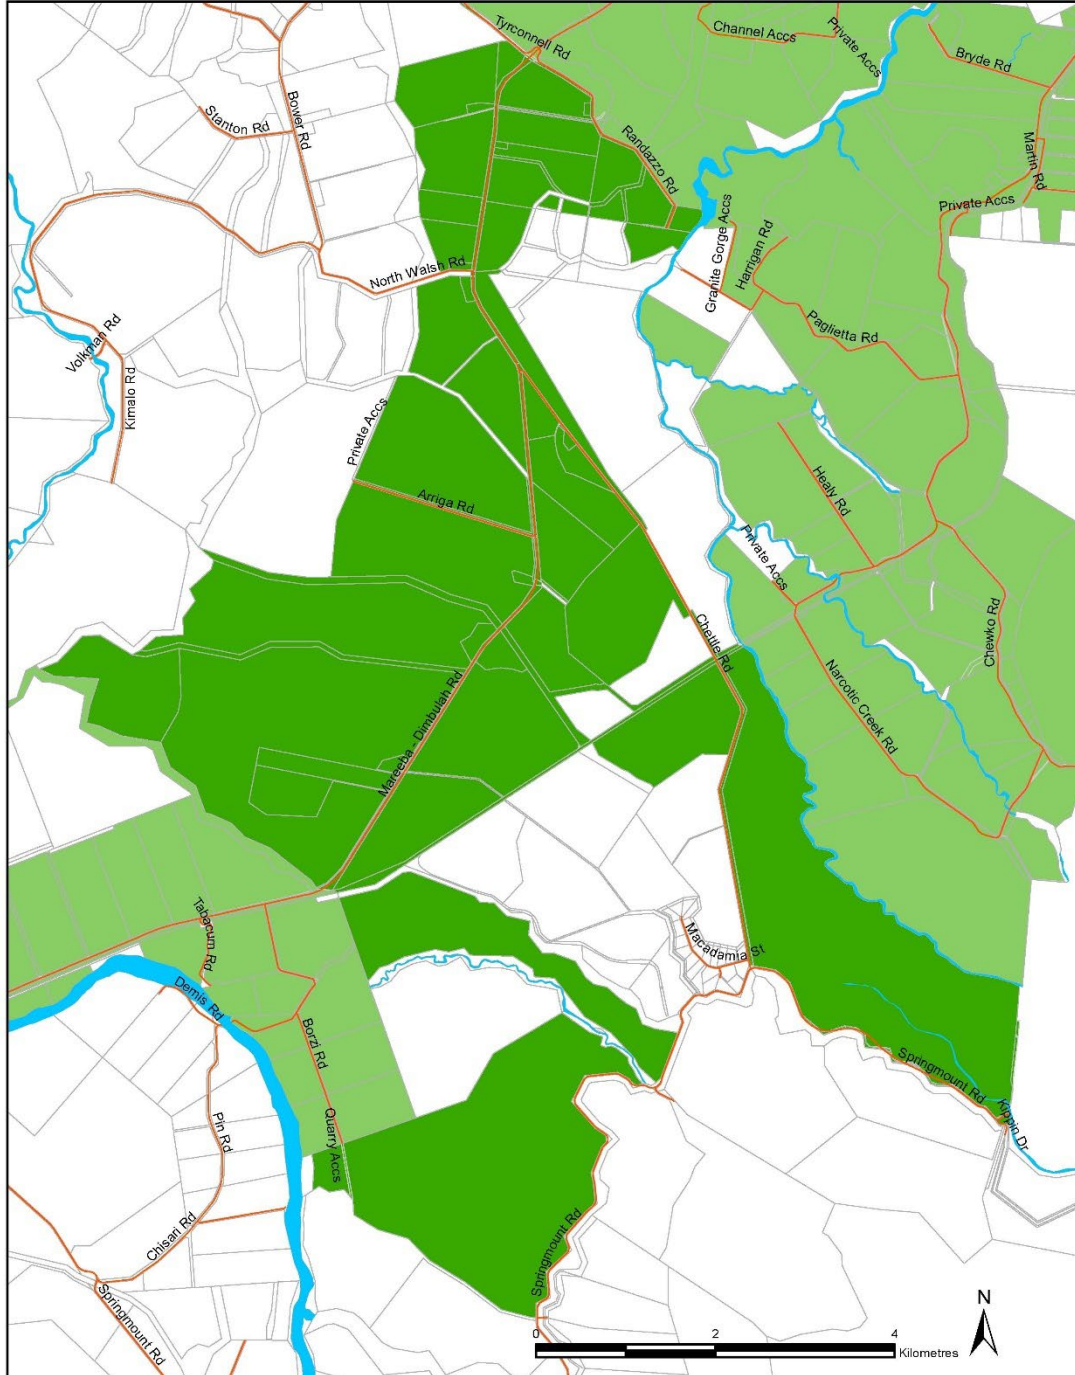 Tyrconnell Rd
Channel Accs
Private Accs
Bryde Rd
Stanton Rd
Bower Rd
Randazzo Rd
Martin Rd
Private Accs
Granite Gorge Accs
Harrigan Rd
North Walsh Rd
Paglietta Rd
Volkman Rd
Kimalo Rd
Private Accs
Arriga Rd
Healy Rd
Private Accs
Chettle Rd
Chewko Rd
Narcotic Creek Rd
Mareeba - Dimbulah Rd
Tabacum Rd
Macadamia St
Demis Rd
Borzi Rd
Springmount Rd
Kippin Dr
Pin Rd
Quarry Accs
Chisari Rd
Springmount Rd
Springmount Rd
N
0 2 4
Kilometres